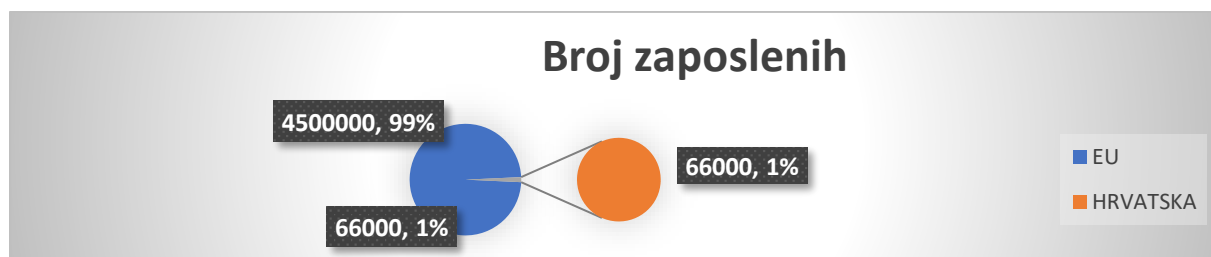 Broj zaposlenih
4500000, 99%
66000, 1%
66000, 1%
EU
HRVATSKA